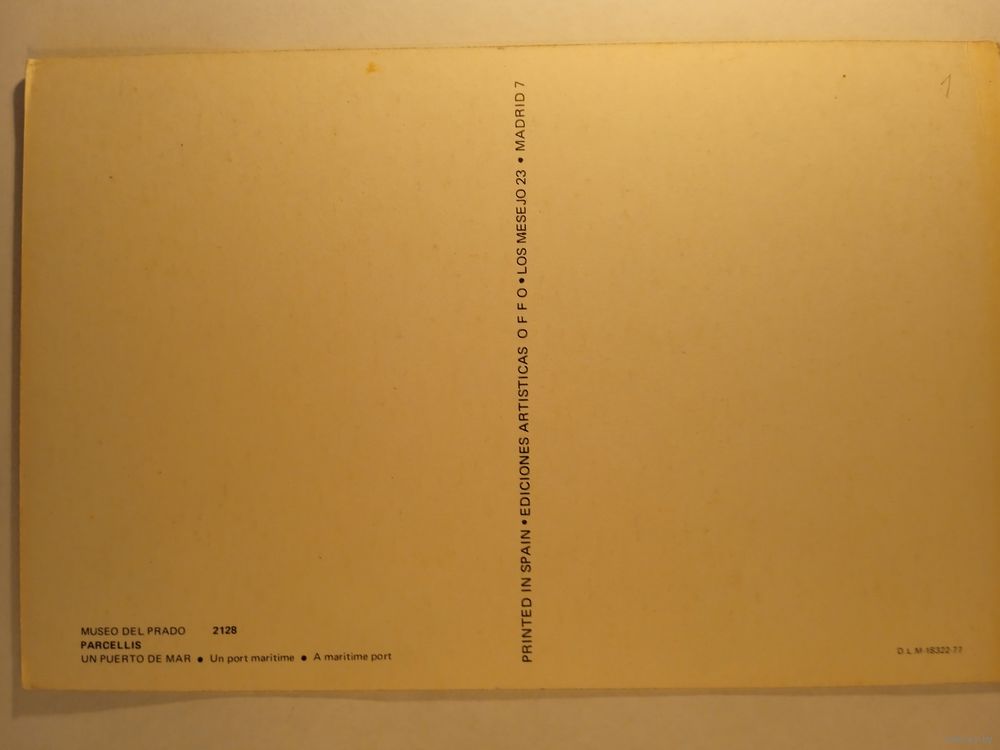 1
PRINTED IN SPAIN • EDICIONES ARTISTICAS O F F O • LOS MESEJO 23 • MADRID 7
MUSEO DEL PRADO 2128
PARCELLIS
UN PUERTO DE MAR • Un port maritime • A maritime port
D. L. M-18322-77